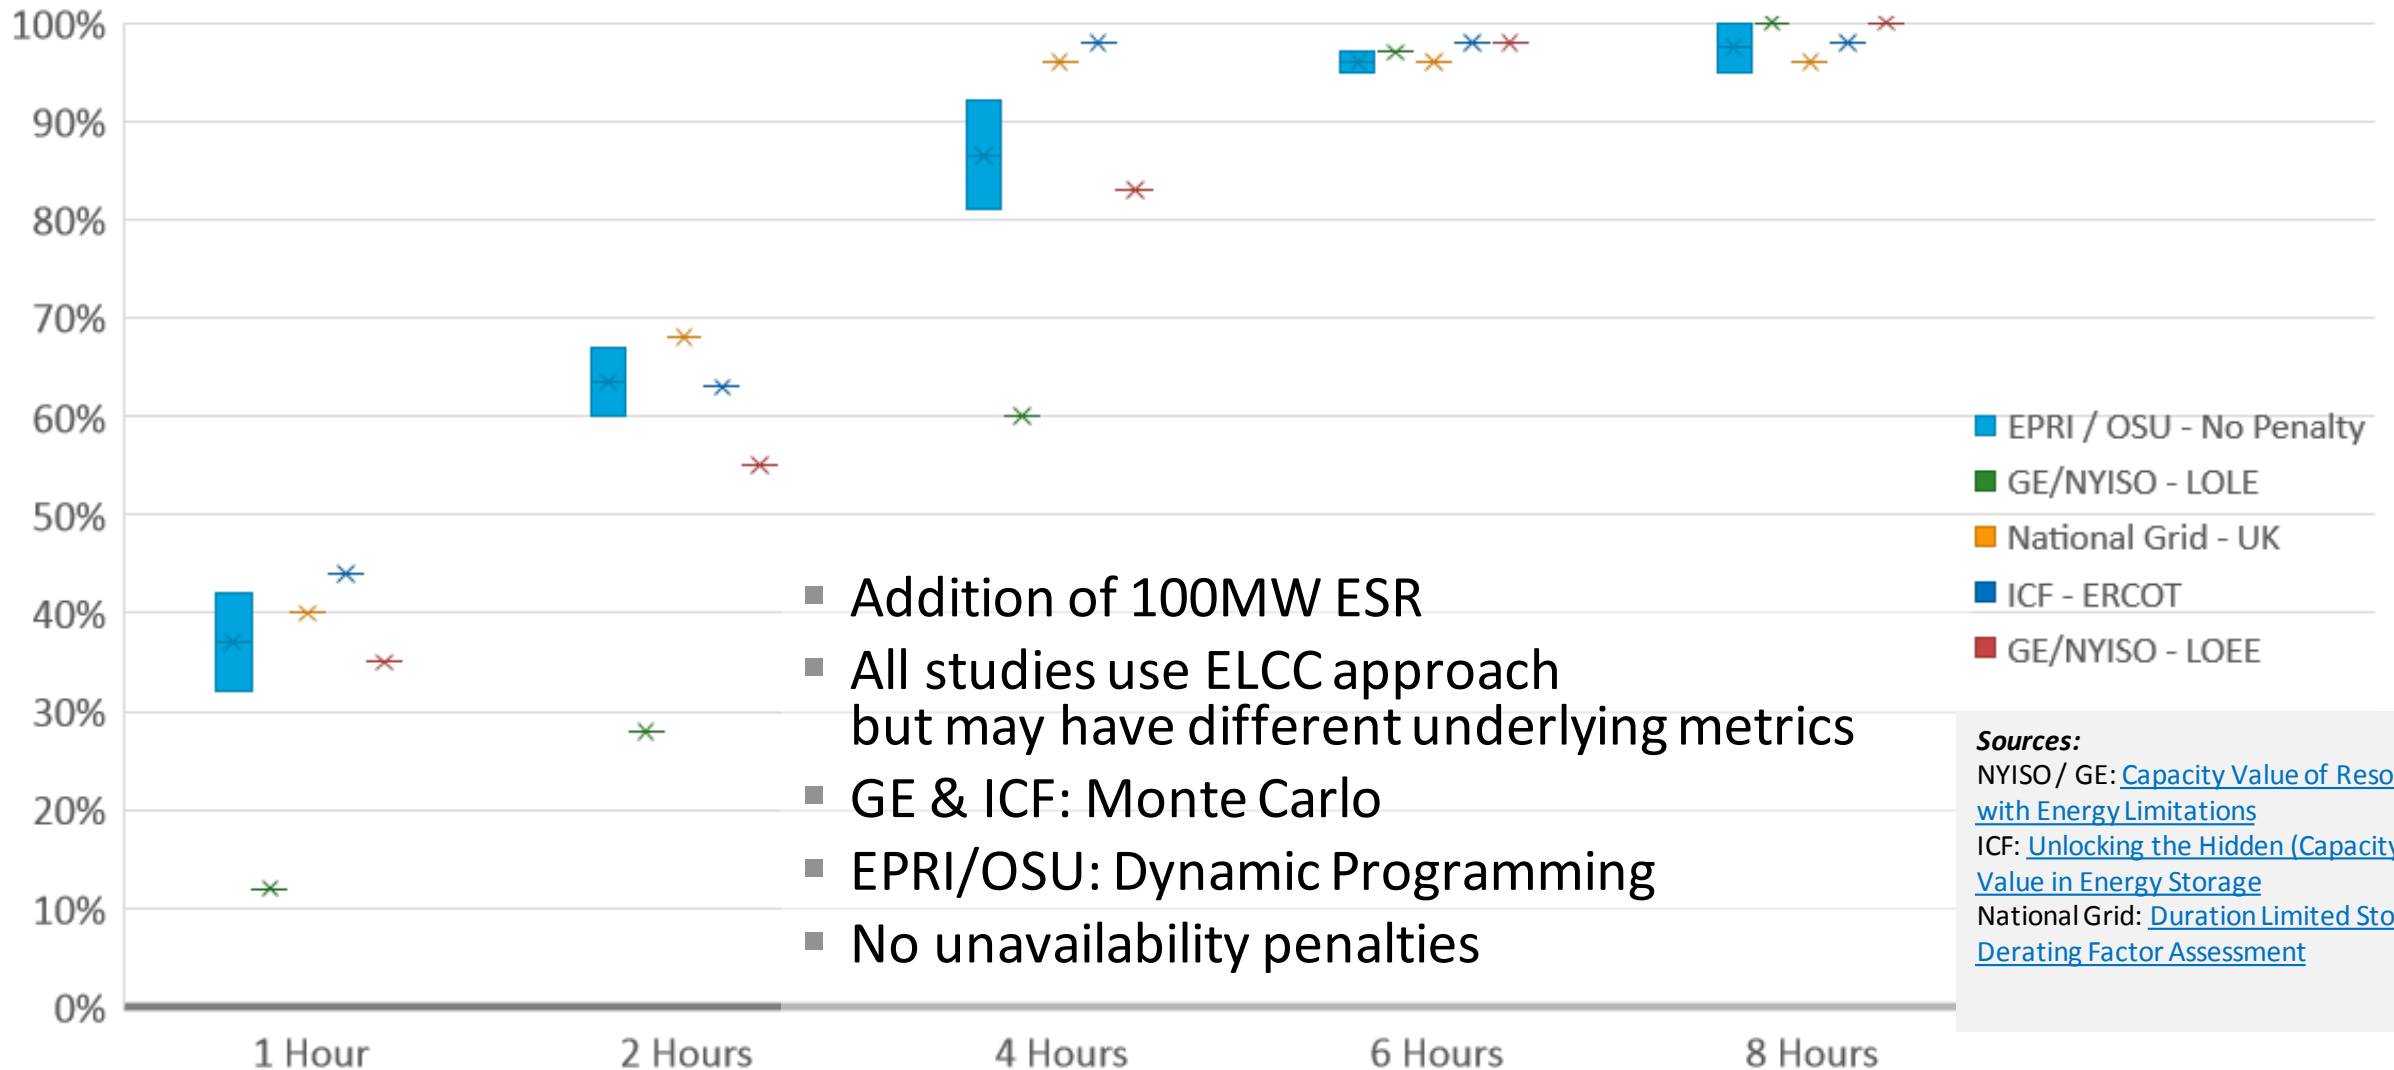 100%
90%
80%
70%
60%
50%
40%
30%
20%
10%
0%
1 Hour
2 Hours
4 Hours
6 Hours
8 Hours
EPRI / OSU - No Penalty
GE/NYISO - LOLE
National Grid - UK
ICF - ERCOT
GE/NYISO - LOEE
▪ Addition of 100MW ESR
▪ All studies use ELCC approach
but may have different underlying metrics
▪ GE & ICF: Monte Carlo
▪ EPRI/OSU: Dynamic Programming
▪ No unavailability penalties
Sources:
NYISO / GE: Capacity Value of Reso
with Energy Limitations
ICF: Unlocking the Hidden (Capacity
Value in Energy Storage
National Grid: Duration Limited Sto
Derating Factor Assessment